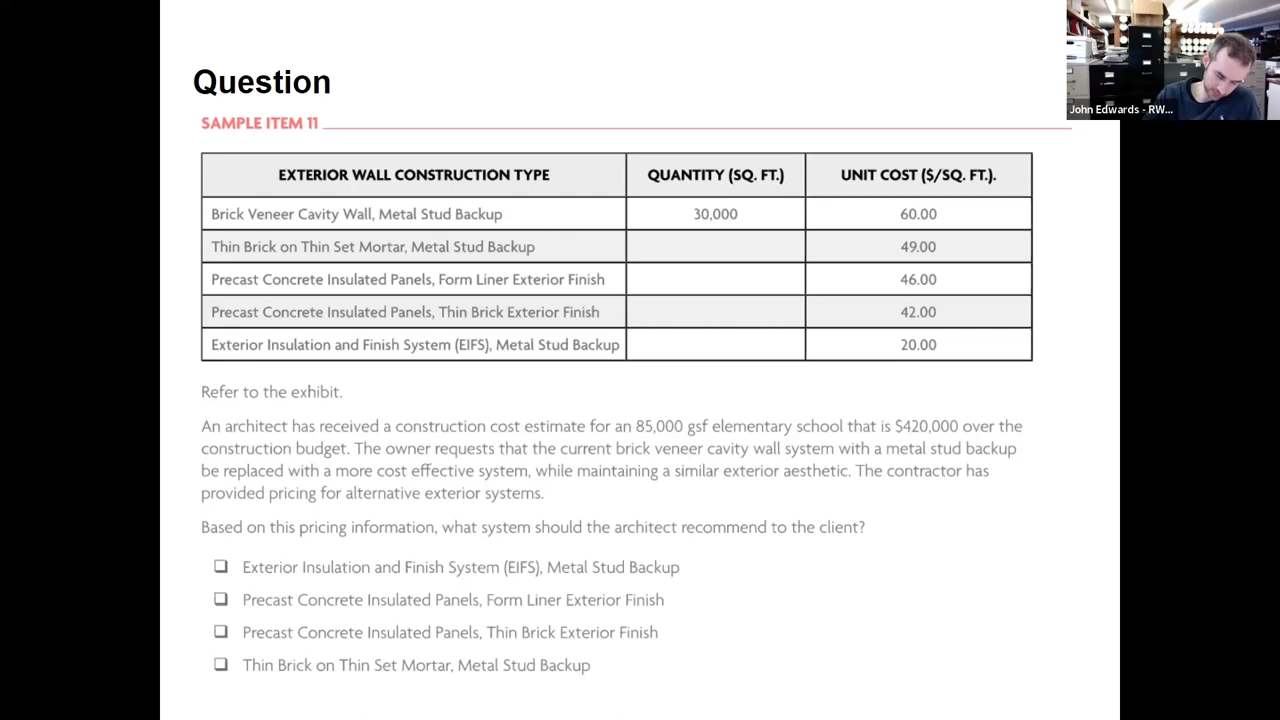 Question
John Edwards - RW...
SAMPLE ITEM 11
EXTERIOR WALL CONSTRUCTION TYPE QUANTITY (SQ. FT.) UNIT COST ($/SQ. FT.).
Brick Veneer Cavity Wall, Metal Stud Backup 30,000 60.00
Thin Brick on Thin Set Mortar, Metal Stud Backup 49.00
Precast Concrete Insulated Panels, Form Liner Exterior Finish 46.00
Precast Concrete Insulated Panels, Thin Brick Exterior Finish 42.00
Exterior Insulation and Finish System (EIFS), Metal Stud Backup 20.00
Refer to the exhibit.
An architect has received a construction cost estimate for an 85,000 gsf elementary school that is $420,000 over the
construction budget. The owner requests that the current brick veneer cavity wall system with a metal stud backup
be replaced with a more cost effective system, while maintaining a similar exterior aesthetic. The contractor has
provided pricing for alternative exterior systems.
Based on this pricing information, what system should the architect recommend to the client?
Exterior Insulation and Finish System (EIFS), Metal Stud Backup
Precast Concrete Insulated Panels, Form Liner Exterior Finish
Precast Concrete Insulated Panels, Thin Brick Exterior Finish
Thin Brick on Thin Set Mortar, Metal Stud Backup